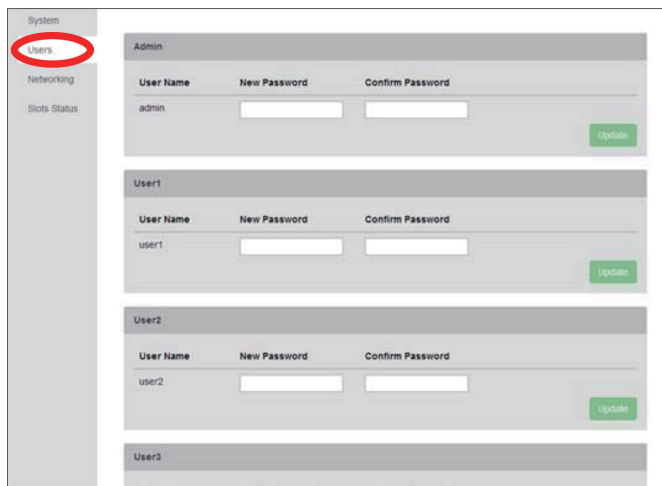 System
Users
Networking
Slots Status
Admin
User Name New Password Confirm Password
admin
Update
User1
User Name New Password Confirm Password
user1
Update
User2
User Name New Password Confirm Password
user2
Update
User3